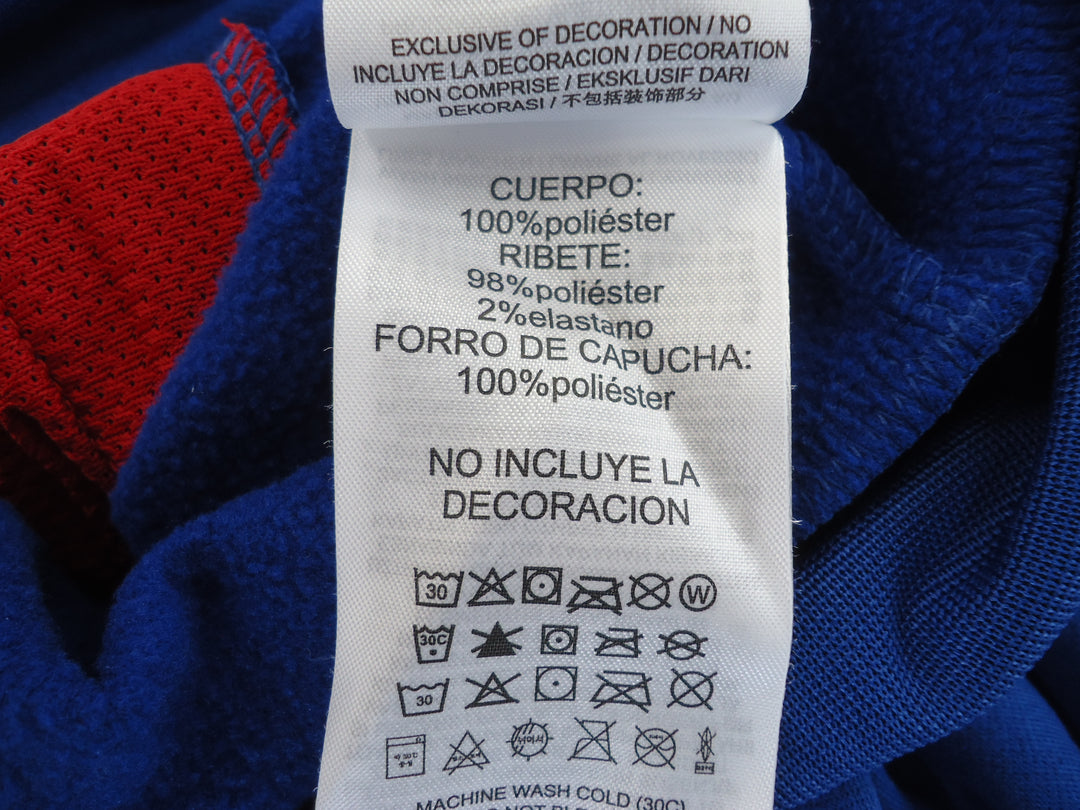 EXCLUSIVE OF DECORATION / NO
INCLUYE LA DECORACION / DECORATION
NON COMPRISE / EKSKLUSIF DARI
DEKORASI / 不包括裝饰部分
CUERPO:
100%poliéster
RIBETE:
98%poliéster
2%elastano
FORRO DE CAPUCHA:
100%poliéster
NO INCLUYE LA
DECORACION
30 W
30C
30
MACHINE WASH COLD (30C)